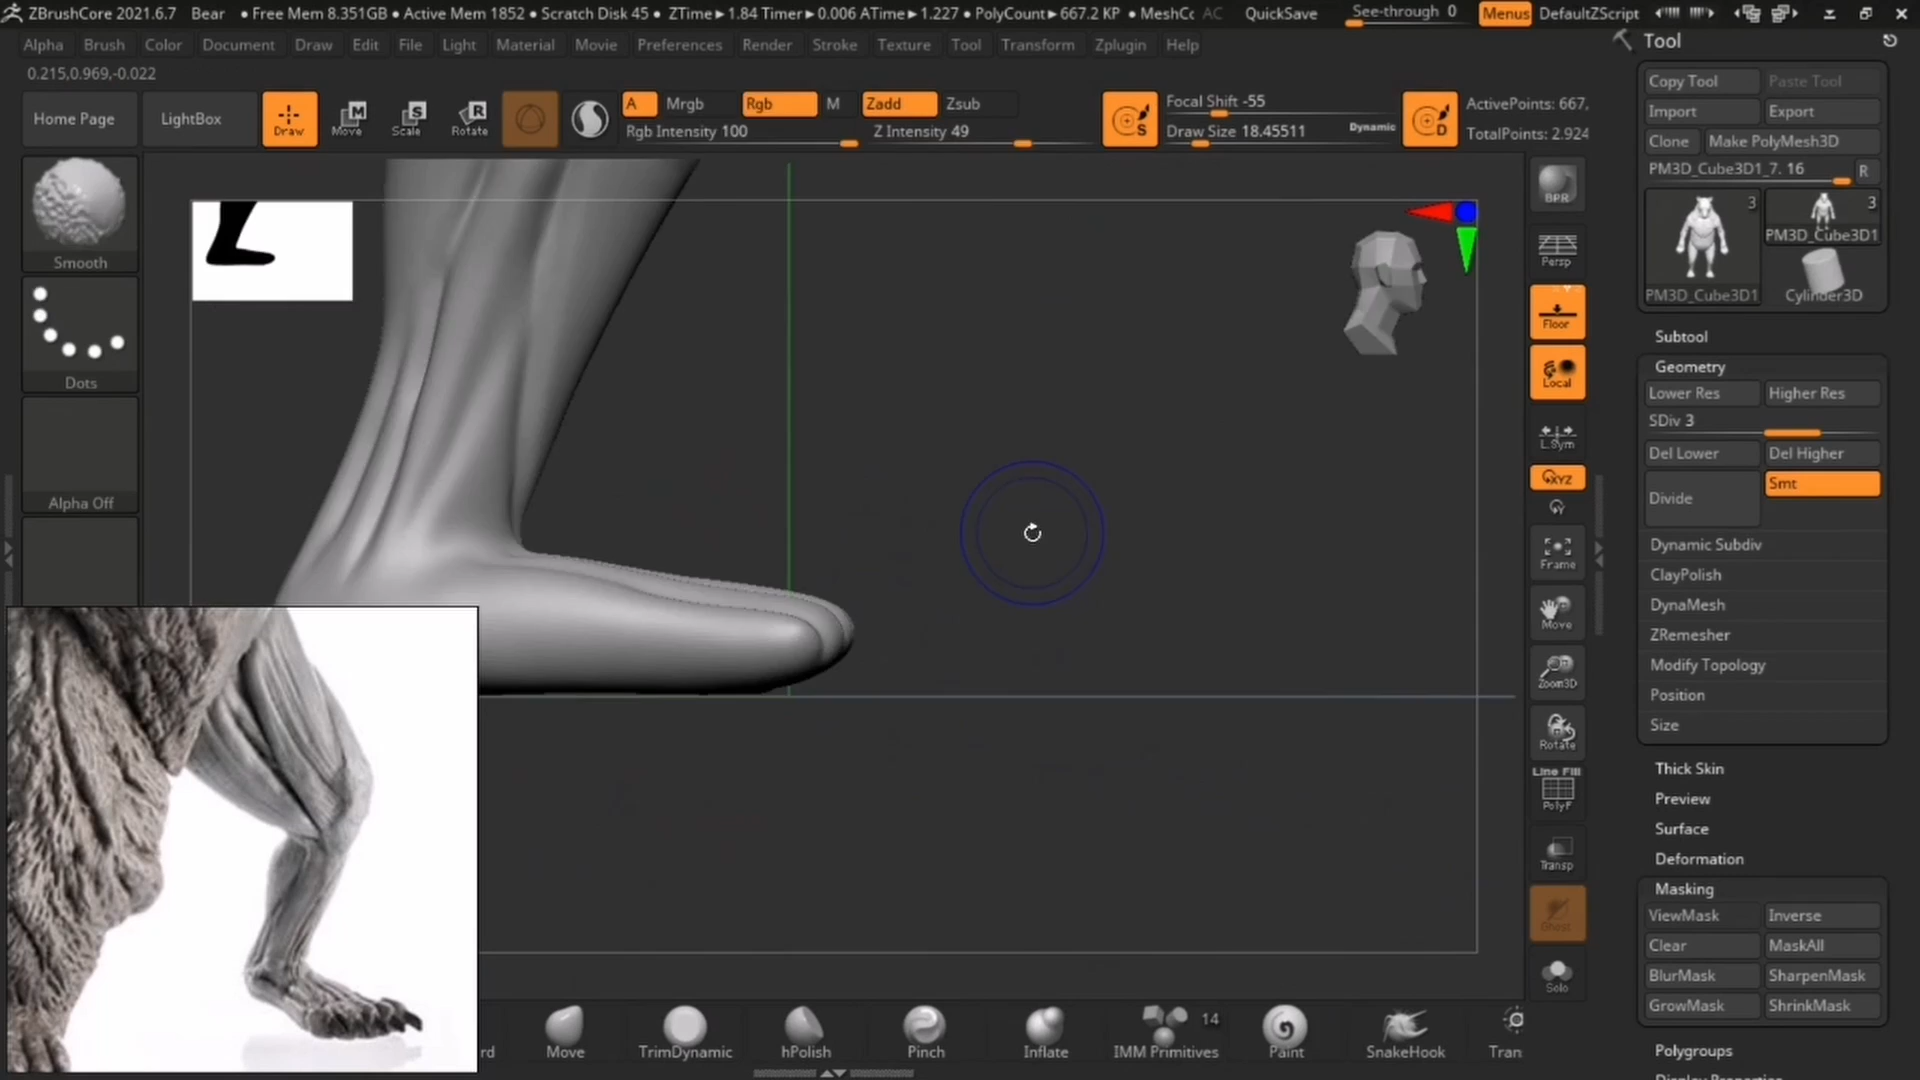 ZBrushCore 2021.6.7 Bear ● Free Mem 8.351GB ● Active Mem 1852 ● Scratch Disk 45 ● ZTime▸1.84 Timer▸0.006 ATime▸1.227 ● PolyCount▸667.2 KP ● MeshCc AC QuickSave See-through 0 Menus DefaultZScript
Alpha Brush Color Document Draw Edit File Light Material Movie Preferences Render Stroke Texture Tool Transform Zplugin Help
Tool
0.215,0.969,-0.022
Copy Tool Paste Tool
Import Export
Clone Make PolyMesh3D
PM3D_Cube3D1_7. 16 R
Home Page LightBox Draw Move Scale Rotate
M S R
A Mrgb Rgb M Zadd Zsub
Rgb Intensity 100 Z Intensity 49
S Focal Shift -55
Draw Size 18.45511 Dynamic
D ActivePoints: 667.
TotalPoints: 2.924
3 3
PM3D_Cube3D1
PM3D_Cube3D1 Cylinder3D
Smooth
Dots
Alpha Off
BPR
Persp
Floor
Local
L.Sym
XYZ
Y
Frame
Move
Zoom3D
Rotate
Line Fill
PolyF
Transp
Ghost
Solo
Subtool
Geometry
Lower Res Higher Res
SDiv 3
Del Lower Del Higher
Divide Smt
Dynamic Subdiv
ClayPolish
DynaMesh
ZRemesher
Modify Topology
Position
Size
Thick Skin
Preview
Surface
Deformation
Masking
ViewMask Inverse
Clear MaskAll
BlurMask SharpenMask
GrowMask ShrinkMask
Polygroups
Display Properties
14
rd Move TrimDynamic hPolish Pinch Inflate IMM Primitives Paint SnakeHook Tran